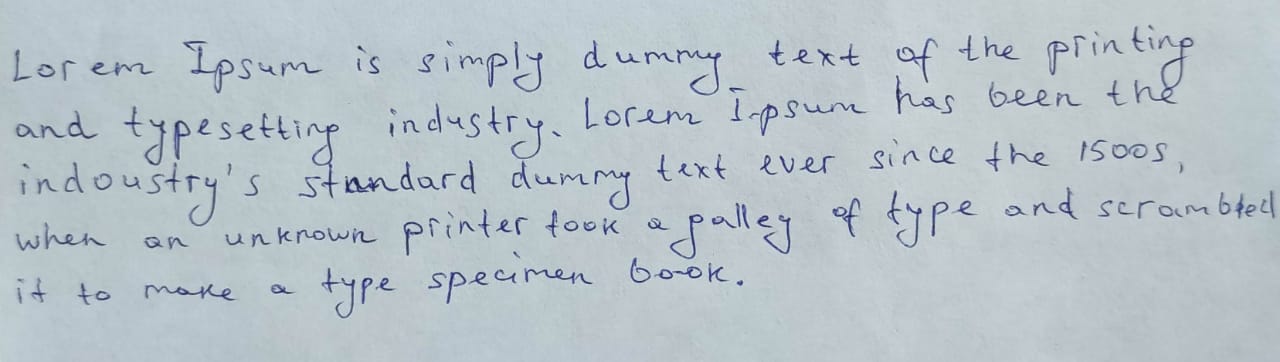 Lorem Ipsum is simply dummy text of the printing
and typesetting industry. Lorem Ipsum has been the
indoustry's standard dummy text ever since the 1500s,
when an unknown printer took a palley of type and scrambled
it to make a type specimen book.